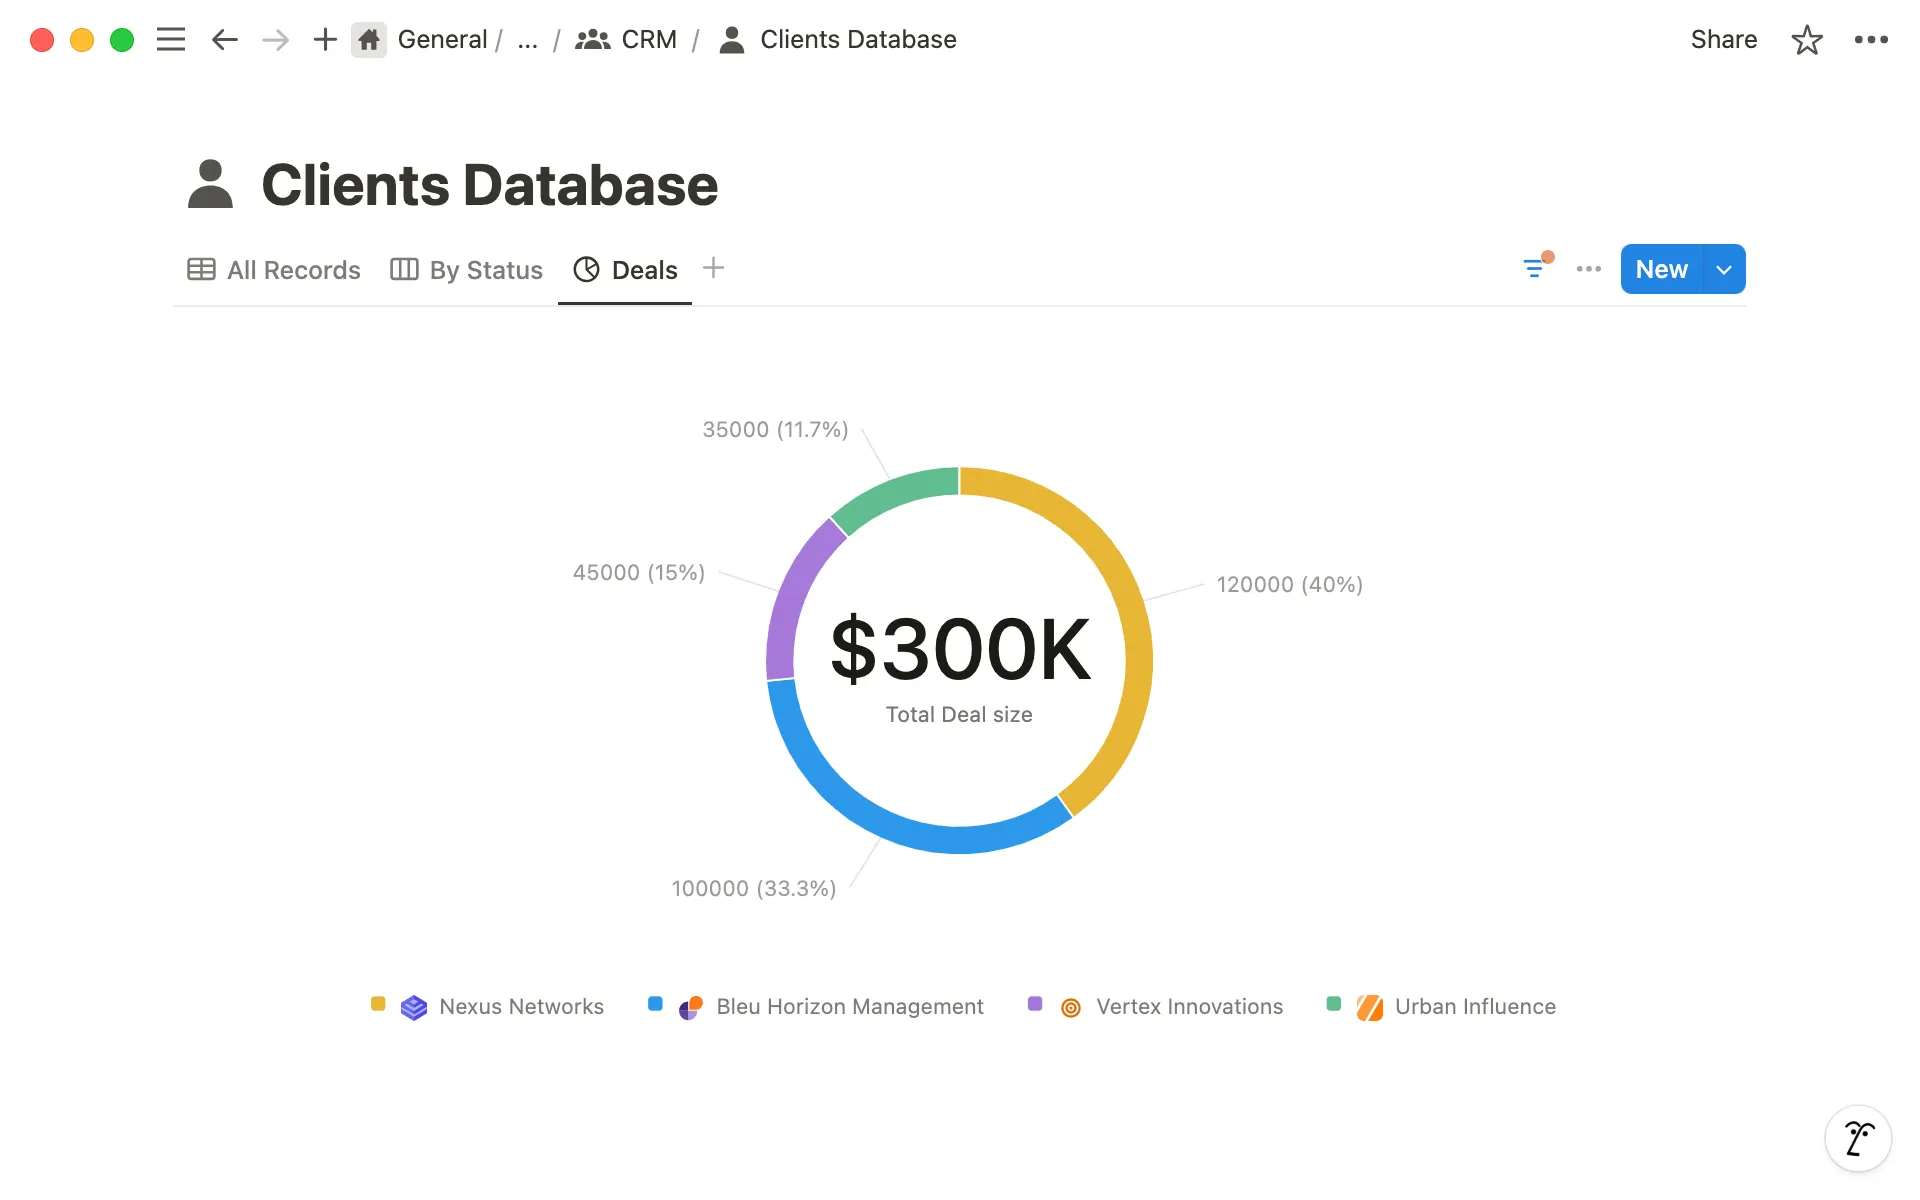 General / ... / CRM / Clients Database
Share
Clients Database
All Records
By Status
Deals
New
35000 (11.7%)
45000 (15%)
120000 (40%)
$300K
Total Deal size
100000 (33.3%)
Nexus Networks
Bleu Horizon Management
Vertex Innovations
Urban Influence